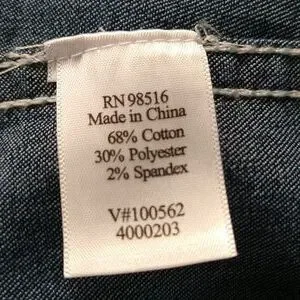 RN 98516
Made in China
68% Cotton
30% Polyester
2% Spandex
V#100562
4000203